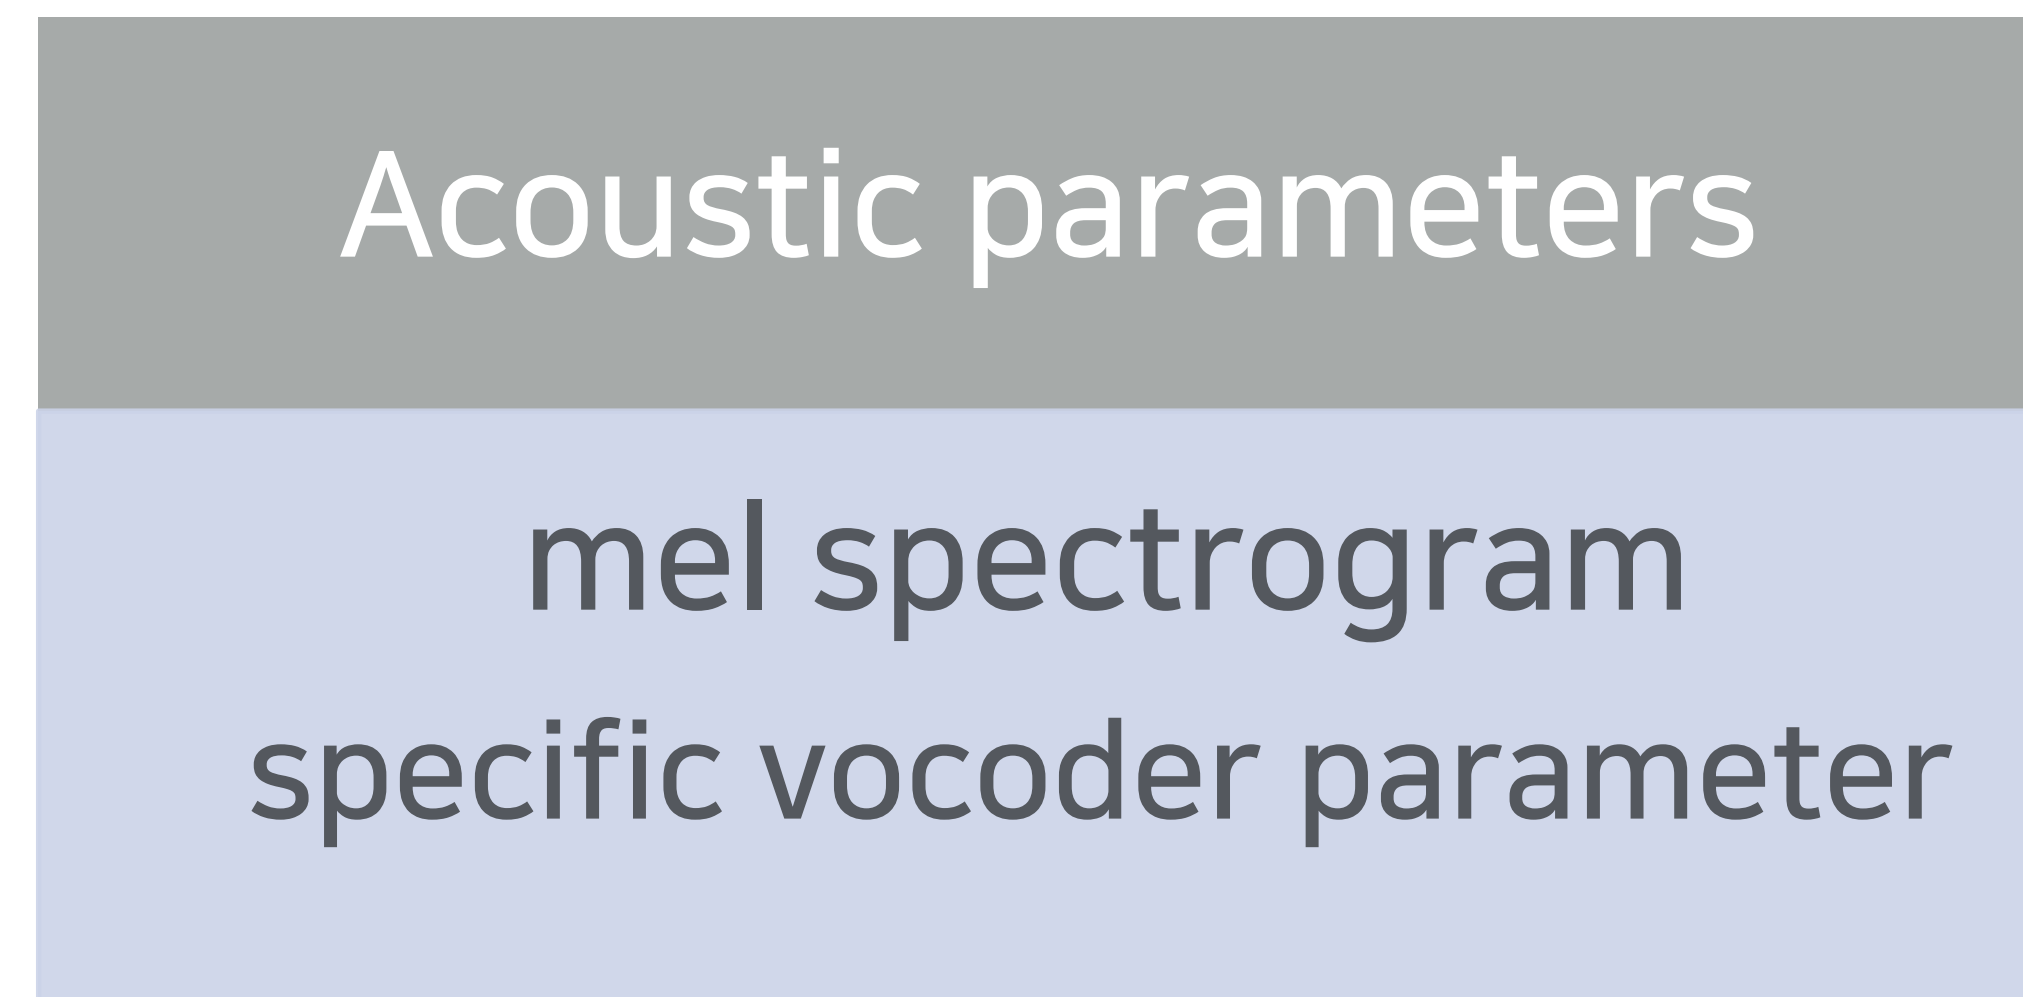 Acoustic parameters
mel spectrogram
specific vocoder parameter